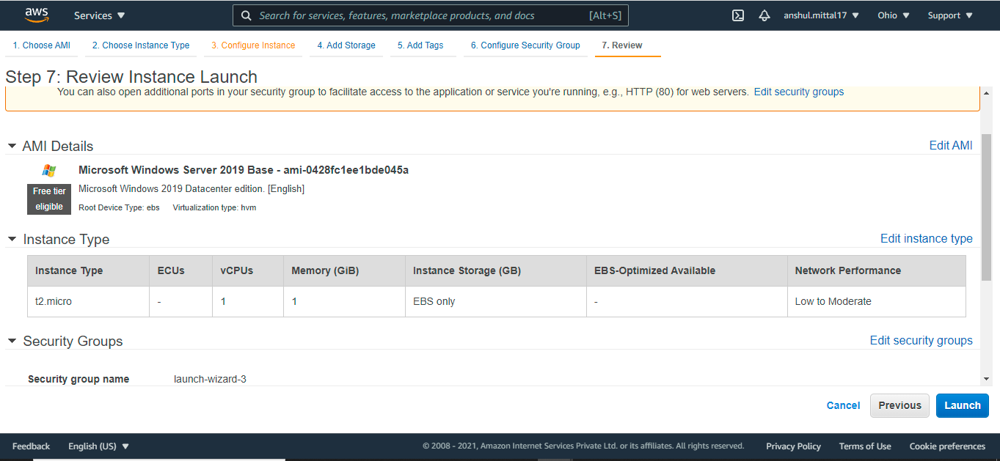 aws Services Search for services, features, marketplace products, and docs [Alt+S] anshul.mittal17 Ohio Support
1. Choose AMI 2. Choose Instance Type 3. Configure Instance 4. Add Storage 5. Add Tags 6. Configure Security Group 7. Review
Step 7: Review Instance Launch
You can also open additional ports in your security group to facilitate access to the application or service you're running, e.g., HTTP (80) for web servers. Edit security groups
AMI Details Edit AMI
Microsoft Windows Server 2019 Base - ami-0428fc1ee1bde045a
Free tier eligible
Microsoft Windows 2019 Datacenter edition. [English]
Root Device Type: ebs Virtualization type: hvm
Instance Type Edit instance type
Instance Type ECUs vCPUs Memory (GiB) Instance Storage (GB) EBS-Optimized Available Network Performance
t2.micro - 1 1 EBS only - Low to Moderate
Security Groups Edit security groups
Security group name launch-wizard-3
Cancel Previous Launch
Feedback English (US) © 2008 - 2021, Amazon Internet Services Private Ltd. or its affiliates. All rights reserved. Privacy Policy Terms of Use Cookie preferences